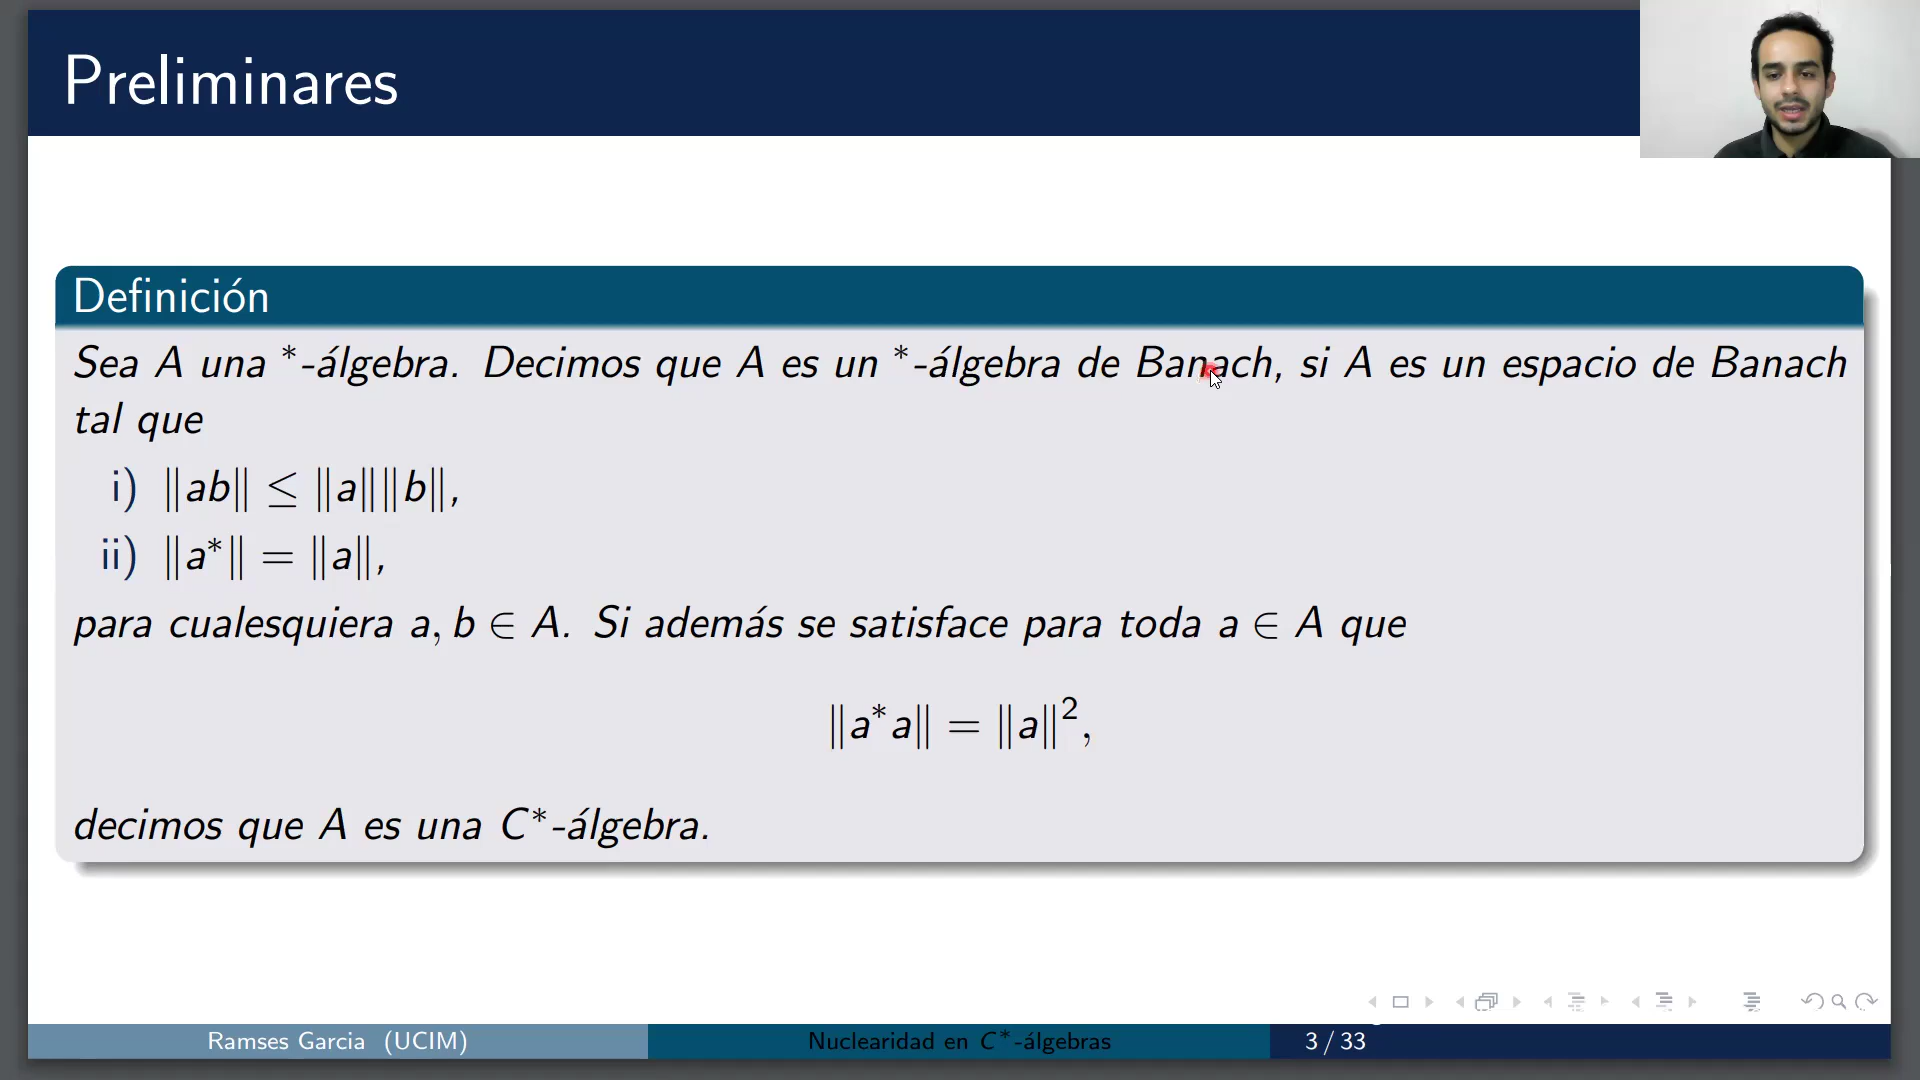 Preliminares
Definición
Sea A una *-álgebra. Decimos que A es un *-álgebra de Banach, si A es un espacio de Banach
tal que
i) ‖ab‖ ≤ ‖a‖‖b‖,
ii) ‖a*‖ = ‖a‖,
para cualesquiera a, b ∈ A. Si además se satisface para toda a ∈ A que
‖a*a‖ = ‖a‖²,
decimos que A es una C*-álgebra.
Ramses Garcia (UCIM)
Nuclearidad en C*-álgebras
3 / 33